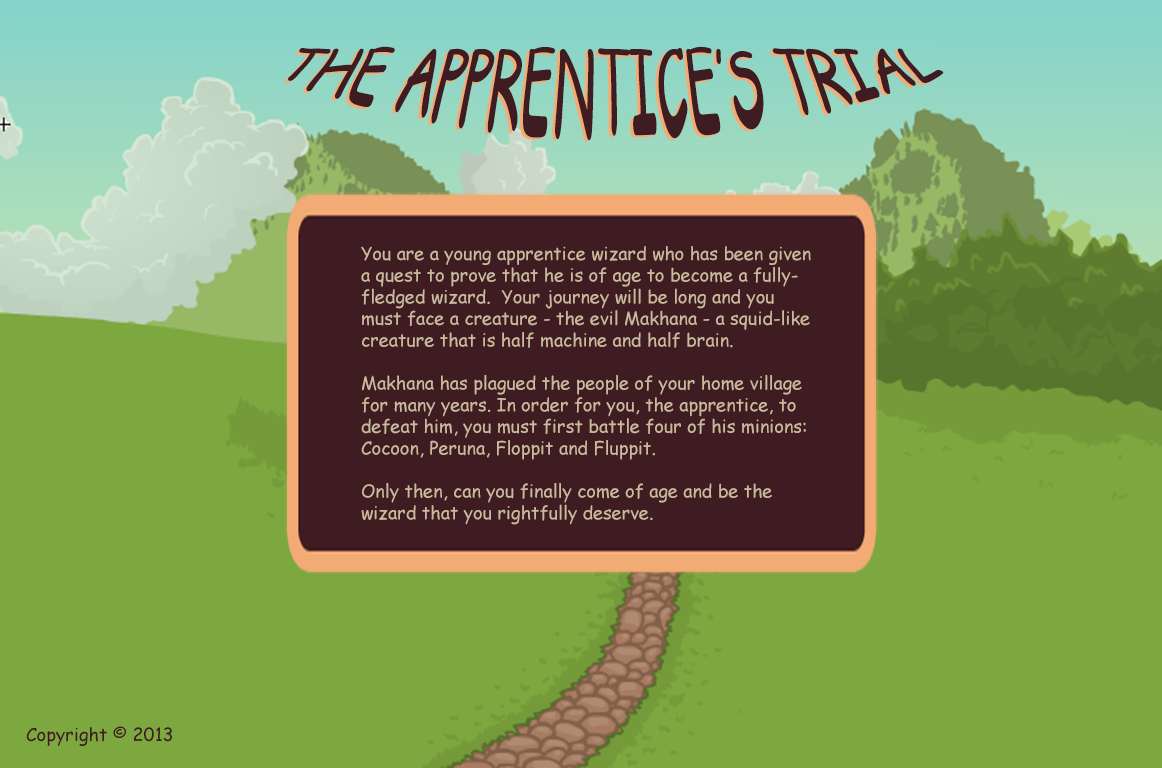 THE APPRENTICE'S TRIAL
You are a young apprentice wizard who has been given
a quest to prove that he is of age to become a fully-
fledged wizard.  Your journey will be long and you
must face a creature - the evil Makhana - a squid-like
creature that is half machine and half brain.
Makhana has plagued the people of your home village
for many years. In order for you, the apprentice, to
defeat him, you must first battle four of his minions:
Cocoon, Peruna, Floppit and Fluppit.
Only then, can you finally come of age and be the
wizard that you rightfully deserve.
Copyright © 2013